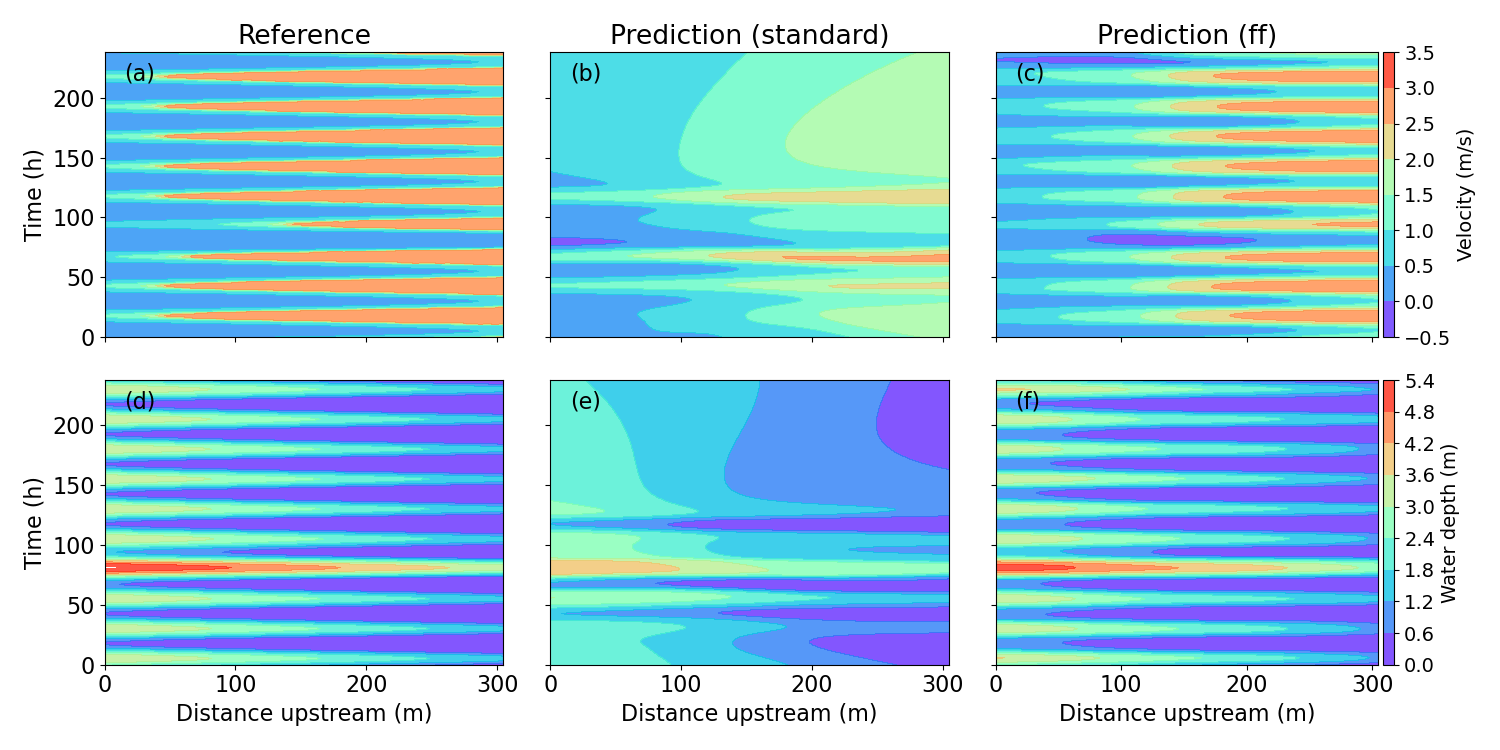 Reference
Prediction (standard)
Prediction (ff)
(a)
(b)
(c)
Time (h)
200
150
100
50
0
3.5
3.0
2.5
2.0
1.5
1.0
0.5
0.0
−0.5
Velocity (m/s)
(d)
(e)
(f)
Time (h)
200
150
100
50
0
5.4
4.8
4.2
3.6
3.0
2.4
1.8
1.2
0.6
0.0
Water depth (m)
0 100 200 300
0 100 200 300
0 100 200 300
Distance upstream (m)
Distance upstream (m)
Distance upstream (m)